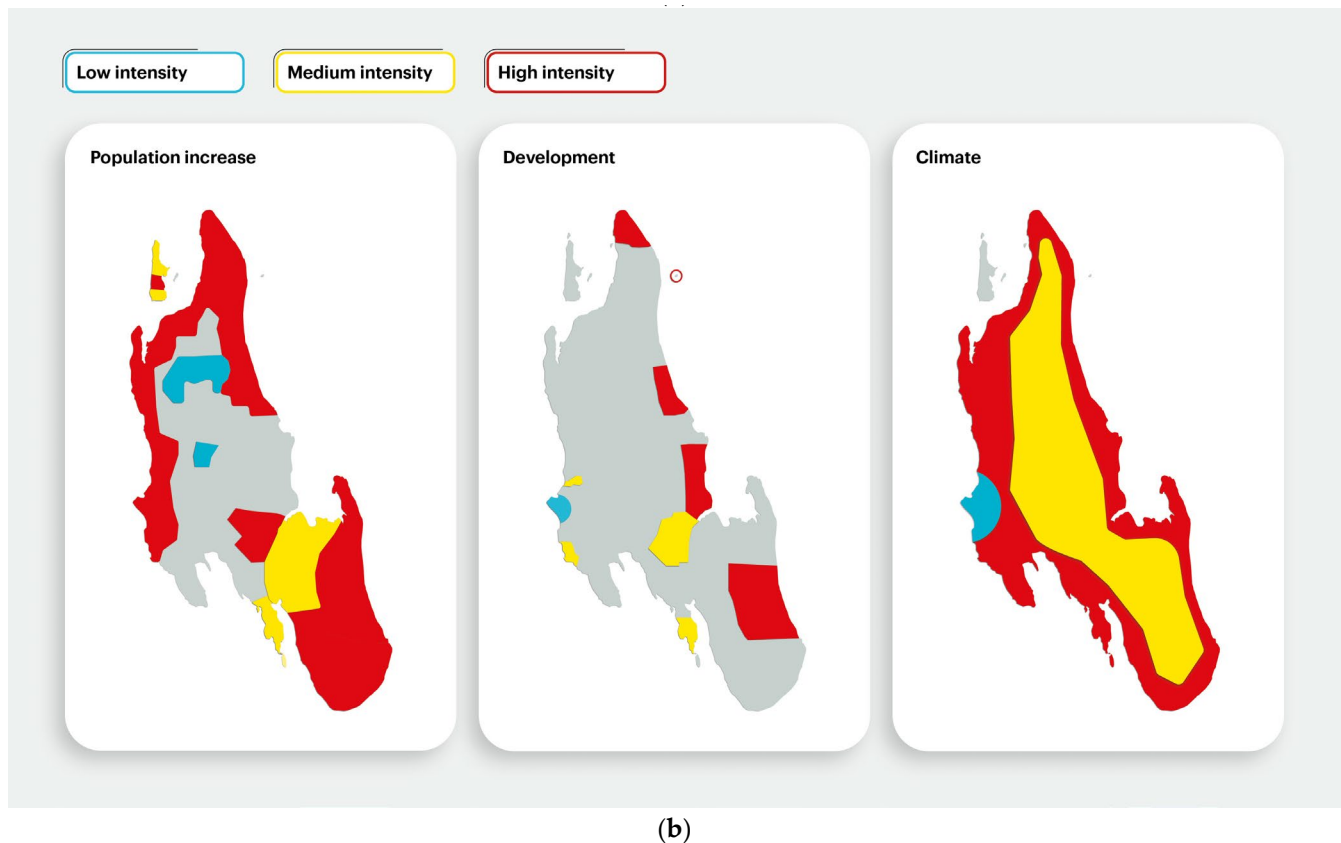 Low intensity
Medium intensity
High intensity
Population increase
Development
Climate
(b)